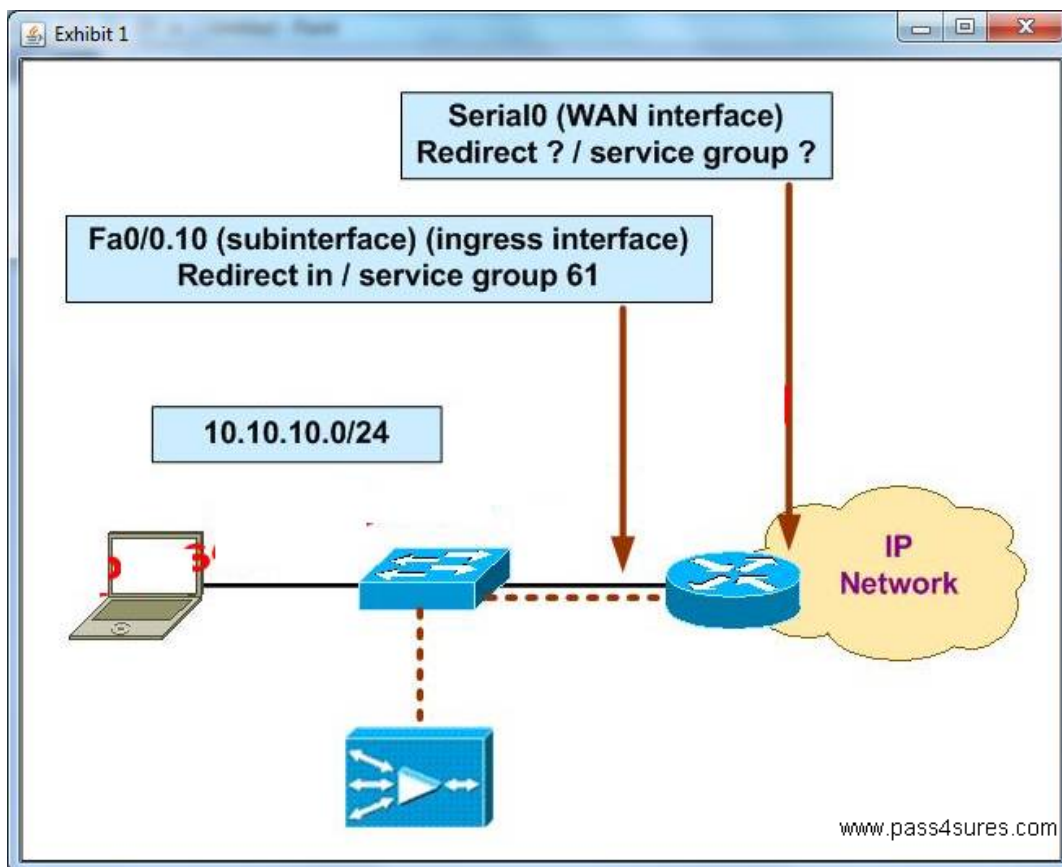 Exhibit 1
Serial0 (WAN interface)
Redirect ? / service group ?
Fa0/0.10 (subinterface) (ingress interface)
Redirect in / service group 61
10.10.10.0/24
IP
Network
www.pass4sures.com